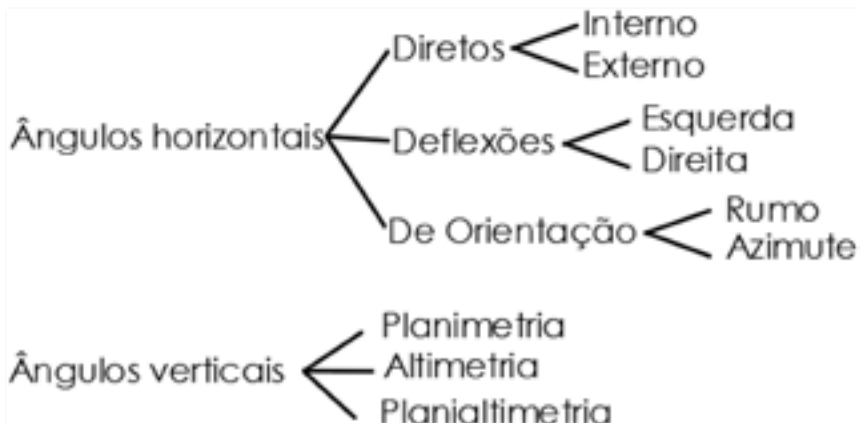 Interno
Diretos
Externo
Esquerda
Ângulos horizontais
Deflexões
Direita
Rumo
De Orientação
Azimute
Planimetria
Ângulos verticais
Altimetria
Planialtimetria